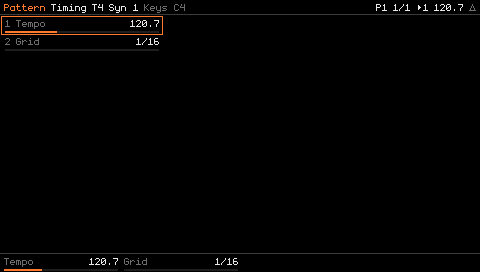 Pattern Timing T4 Syn 1 Keys C4 P1 1/1 ▸1 120.7 △
1 Tempo 120.7
2 Grid 1/16
Tempo 120.7 Grid 1/16